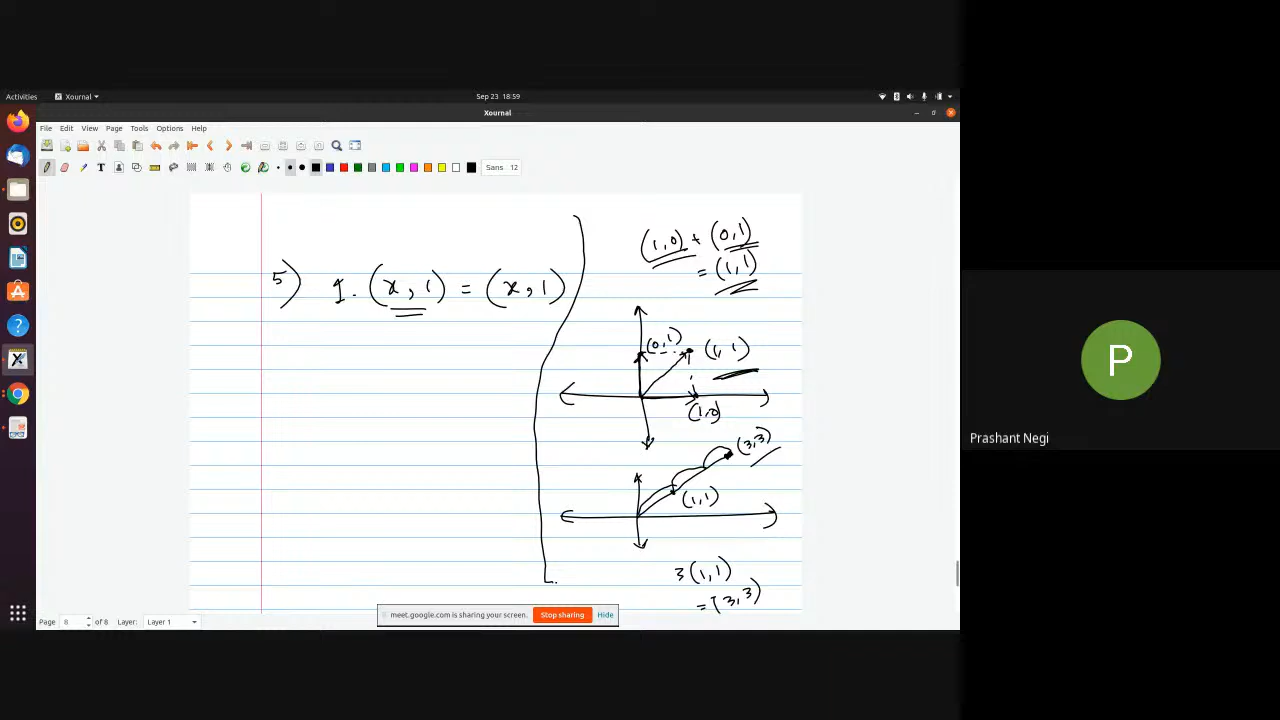 Activities
Xournal
Sep 23 18:59
Xournal
File Edit View Page Tools Options Help
Sans 12
5) 1. (x, 1) = (x, 1)
(1,0) + (0,1)
= (1,1)
(0,1)
(1,1)
(1,0)
(3,3)
(1,1)
3(1,1)
= (3,3)
meet.google.com is sharing your screen. Stop sharing Hide
Page 8 of 8 Layer: Layer 1
P
Prashant Negi